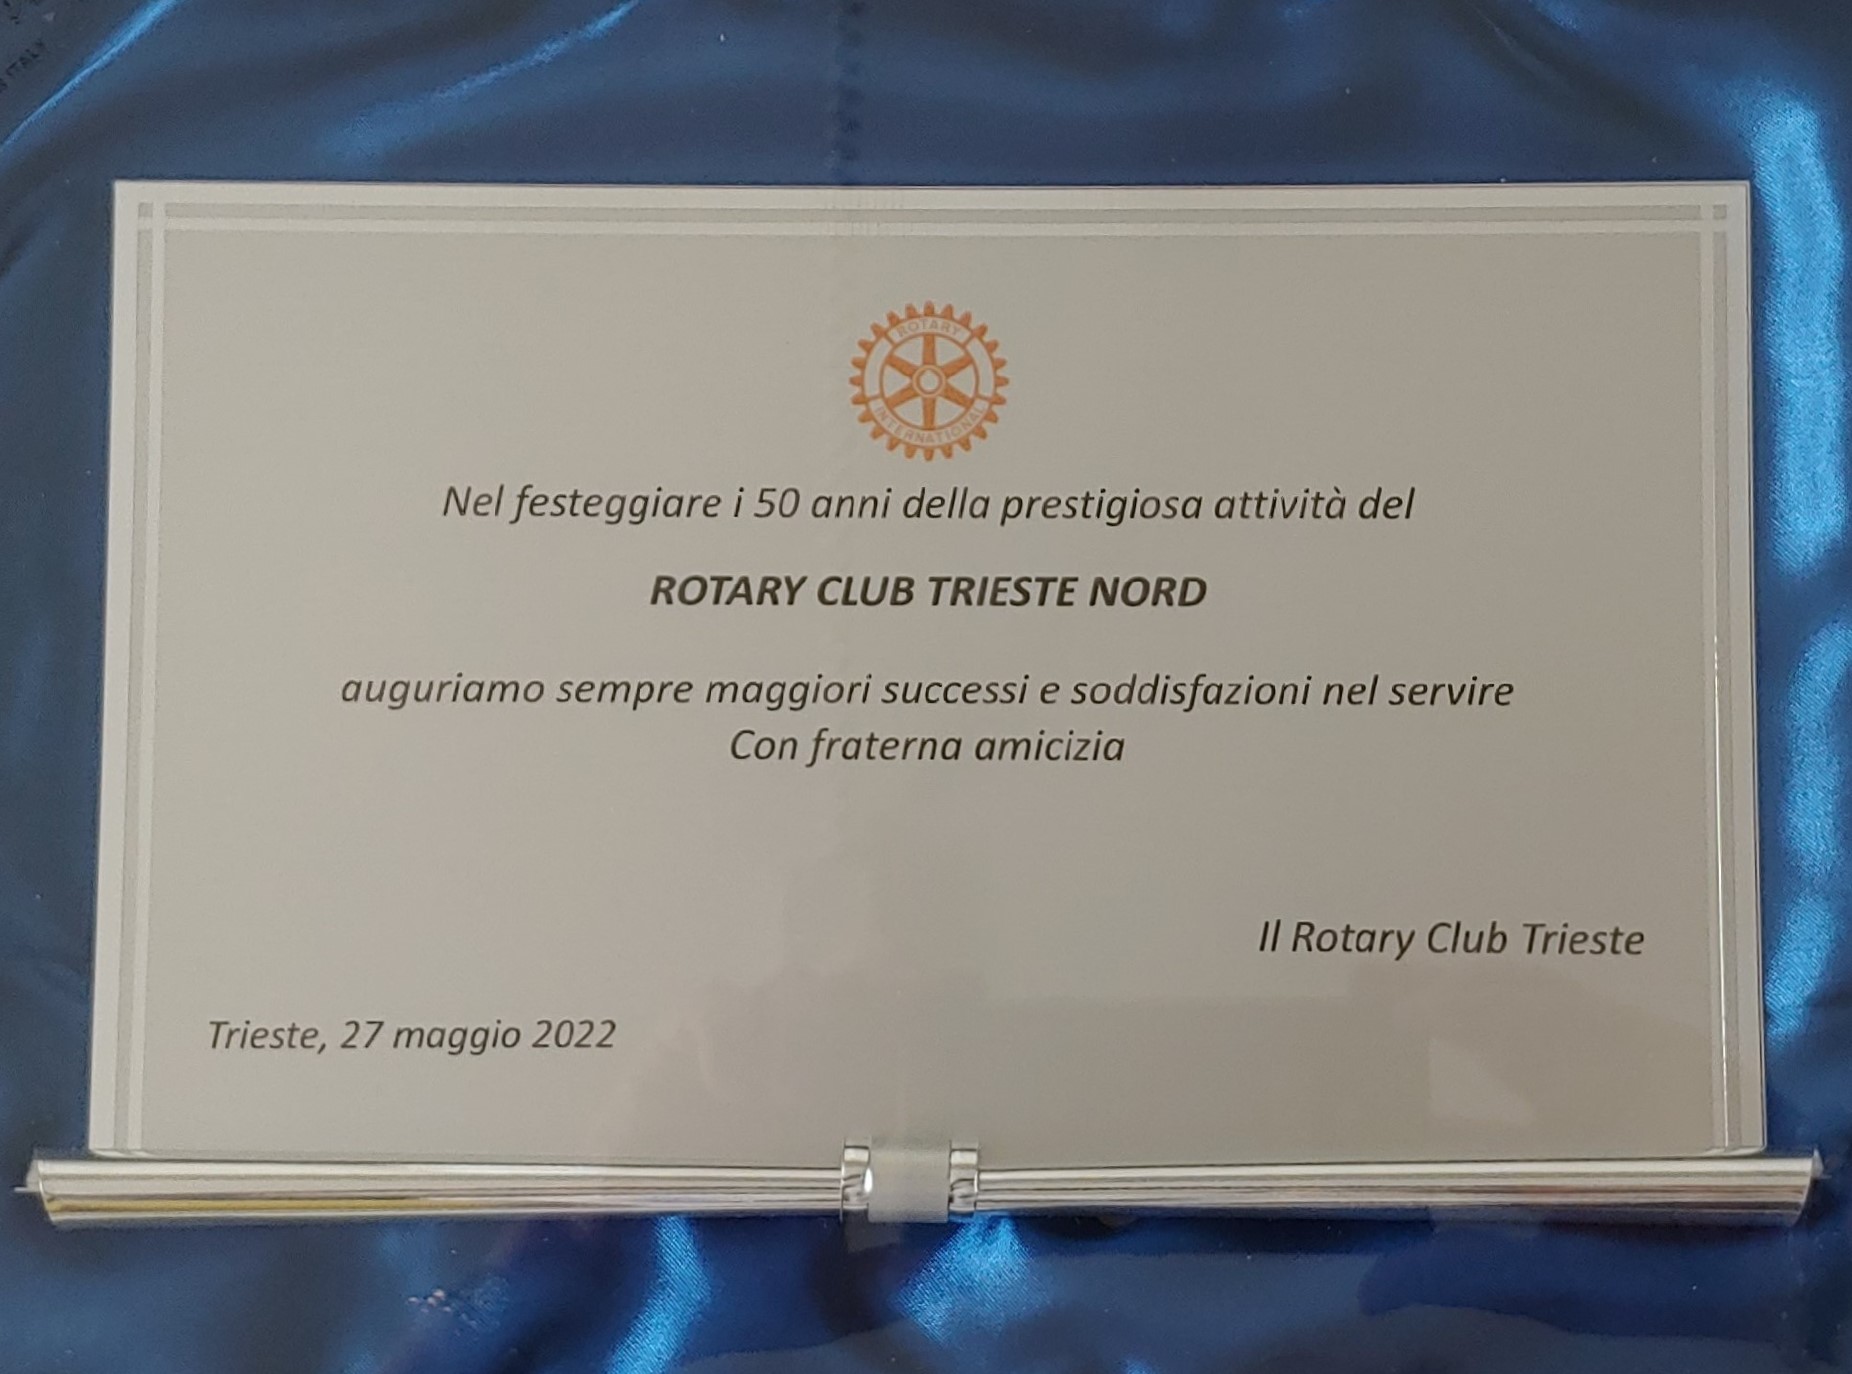 ITALY
ROTARY
INTERNATIONAL
Nel festeggiare i 50 anni della prestigiosa attività del
ROTARY CLUB TRIESTE NORD
auguriamo sempre maggiori successi e soddisfazioni nel servire
Con fraterna amicizia
Il Rotary Club Trieste
Trieste, 27 maggio 2022